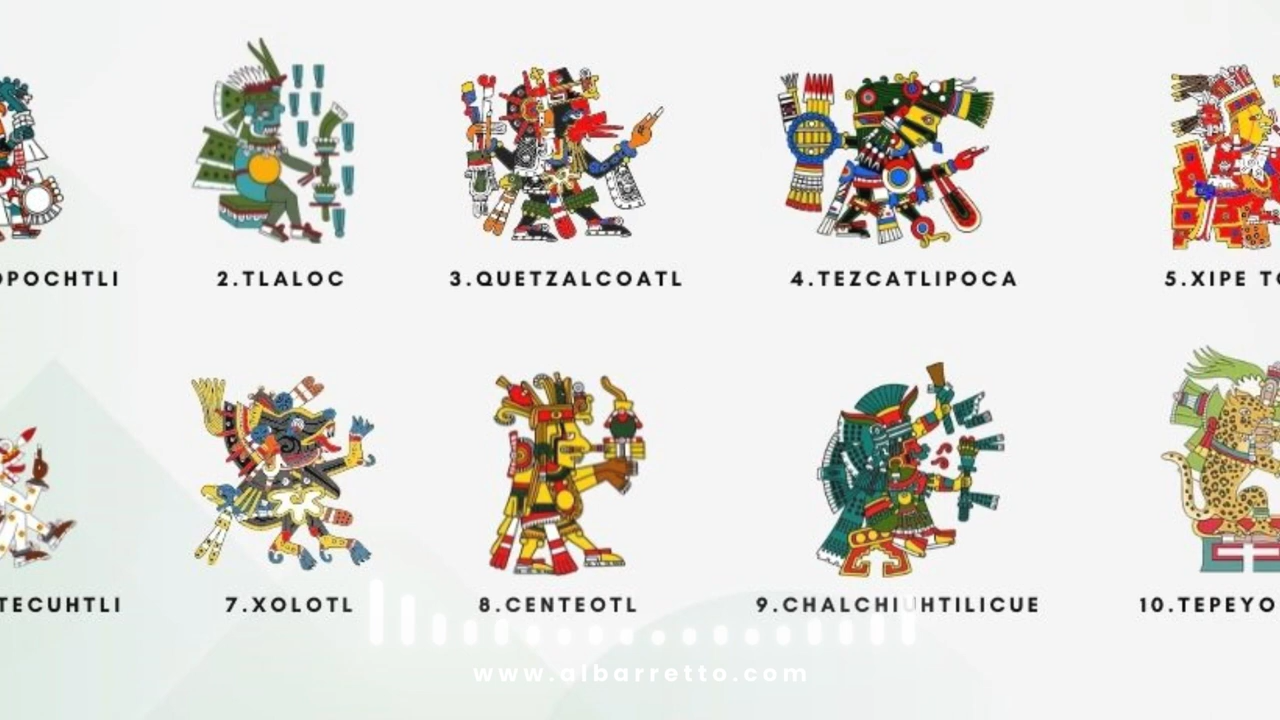 OPOCHTLI
2.TLALOC
3.QUETZALCOATL
4.TEZCATLIPOCA
5.XIPE TO
TECUHTLI
7.XOLOTL
8.CENTEOTL
9.CHALCHIUHTILICUE
10.TEPEYO
www.albarretto.com